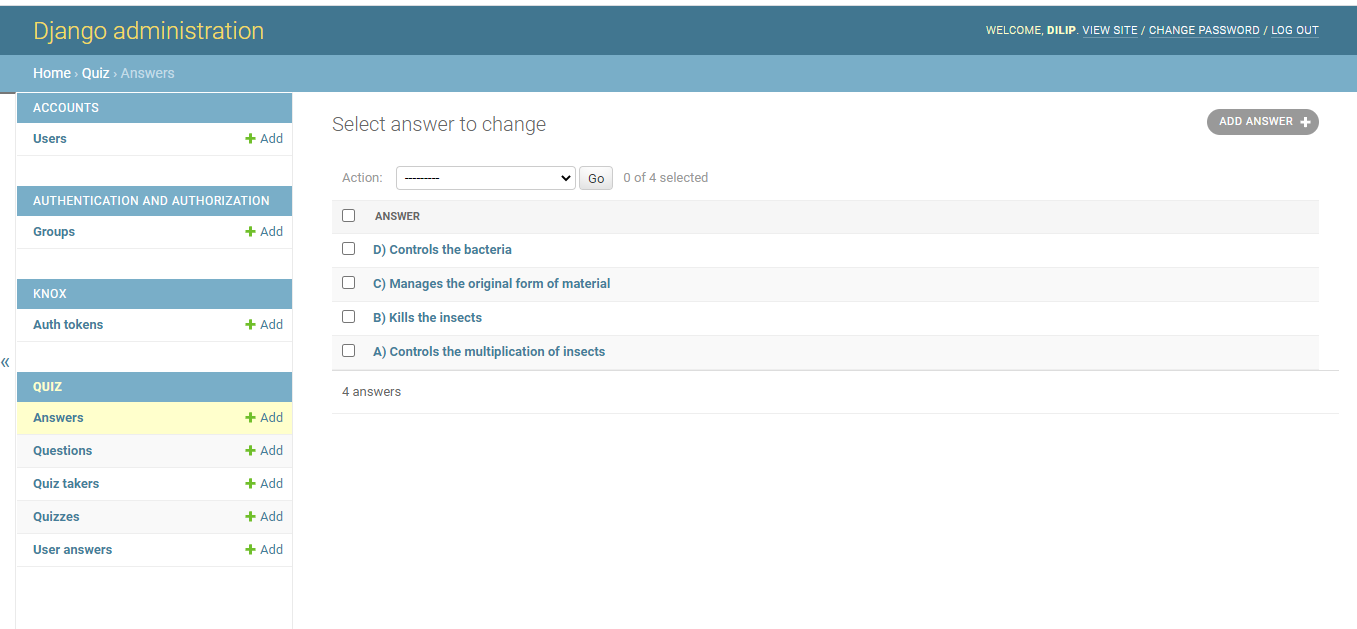 Django administration
WELCOME, DILIP. VIEW SITE / CHANGE PASSWORD / LOG OUT
Home › Quiz › Answers
ACCOUNTS
Users Add
AUTHENTICATION AND AUTHORIZATION
Groups Add
KNOX
Auth tokens Add
«
QUIZ
Answers Add
Questions Add
Quiz takers Add
Quizzes Add
User answers Add
Select answer to change
ADD ANSWER
Action: --------- Go 0 of 4 selected
ANSWER
D) Controls the bacteria
C) Manages the original form of material
B) Kills the insects
A) Controls the multiplication of insects
4 answers